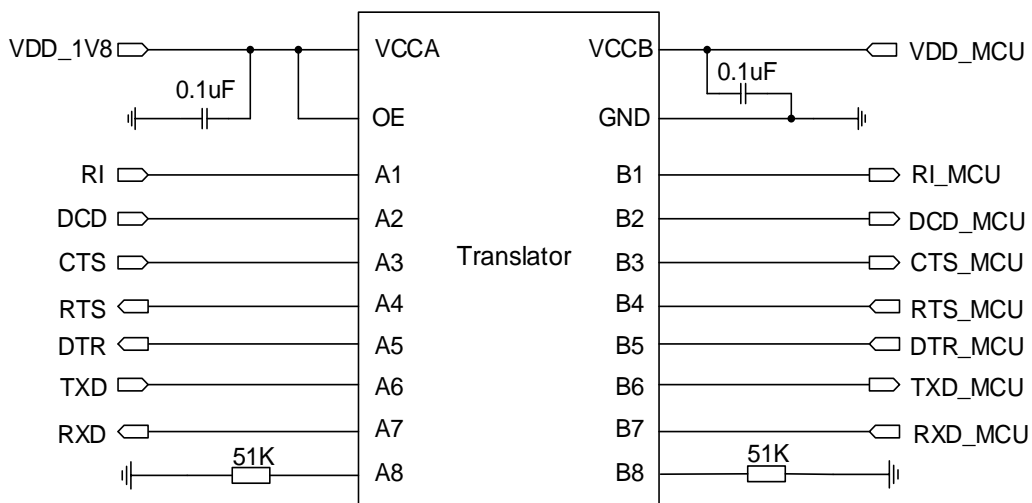 VDD_1V8 VCCA VCCB VDD_MCU
0.1uF 0.1uF
OE GND
RI A1 B1 RI_MCU
DCD A2 B2 DCD_MCU
CTS A3 Translator B3 CTS_MCU
RTS A4 B4 RTS_MCU
DTR A5 B5 DTR_MCU
TXD A6 B6 TXD_MCU
RXD A7 B7 RXD_MCU
51K A8 B8 51K